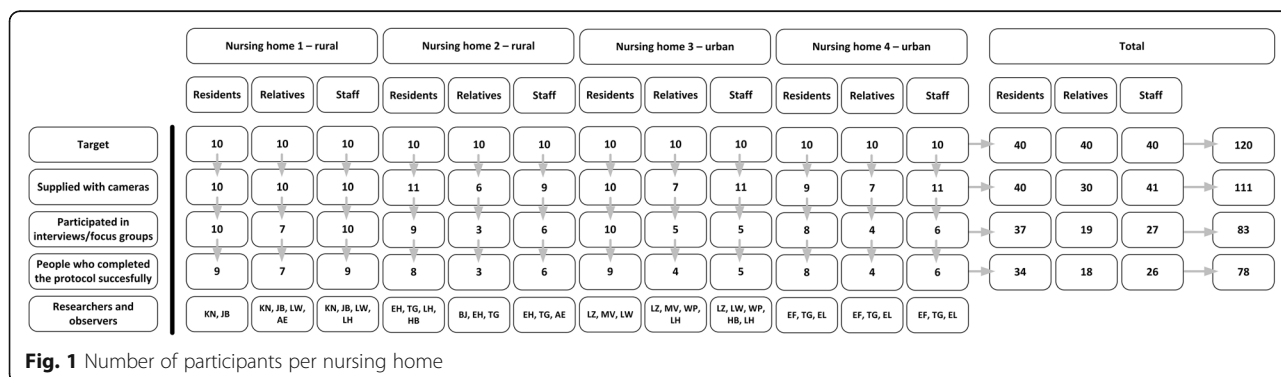 Nursing home 1 – rural Nursing home 2 – rural Nursing home 3 – urban Nursing home 4 – urban Total
Residents Relatives Staff Residents Relatives Staff Residents Relatives Staff Residents Relatives Staff Residents Relatives Staff
Target 10 10 10 10 10 10 10 10 10 10 10 10 40 40 40 120
Supplied with cameras 10 10 10 11 6 9 10 7 11 9 7 11 40 30 41 111
Participated in
interviews/focus groups 10 7 10 9 3 6 10 5 5 8 4 6 37 19 27 83
People who completed
the protocol succesfully 9 7 9 8 3 6 9 4 5 8 4 6 34 18 26 78
Researchers and
observers KN, JB KN, JB, LW,
AE KN, JB, LW,
LH EH, TG, LH,
HB BJ, EH, TG EH, TG, AE LZ, MV, LW LZ, MV, WP,
LH LZ, LW, WP,
HB, LH EF, TG, EL EF, TG, EL EF, TG, EL
Fig. 1 Number of participants per nursing home